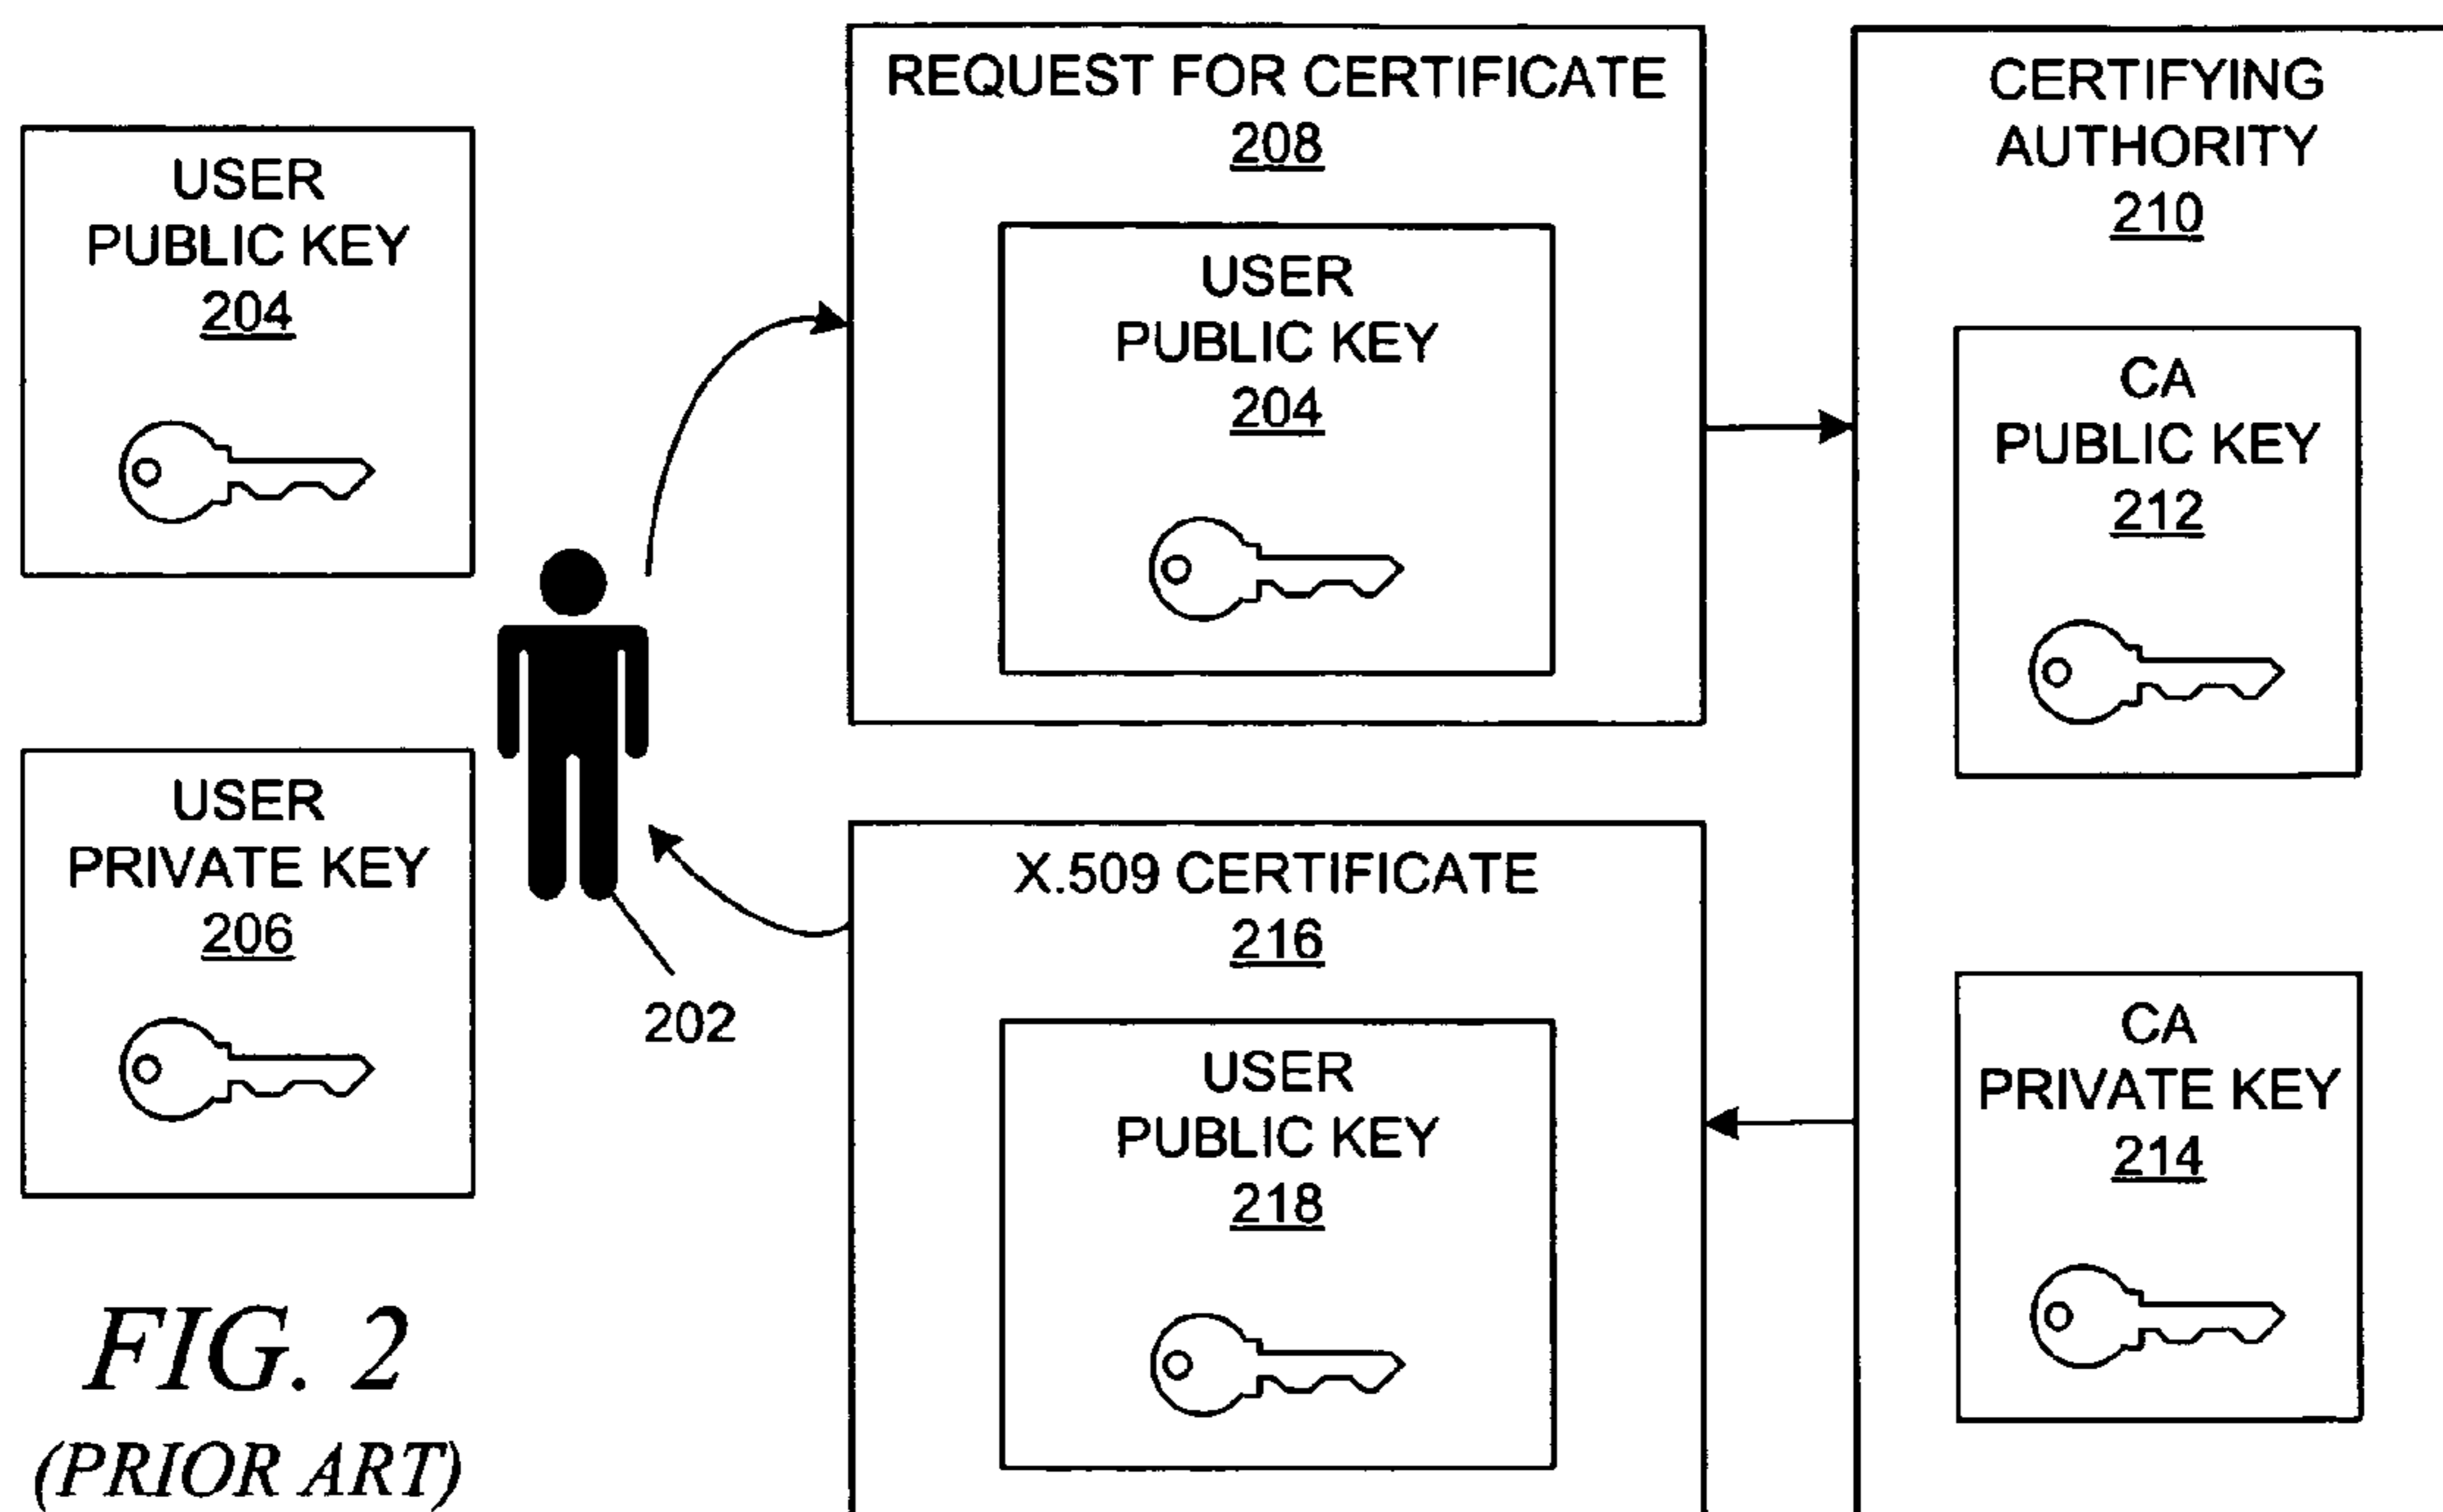 USER
PUBLIC KEY
204
USER
PRIVATE KEY
206
202
REQUEST FOR CERTIFICATE
208
USER
PUBLIC KEY
204
X.509 CERTIFICATE
216
USER
PUBLIC KEY
218
CERTIFYING
AUTHORITY
210
CA
PUBLIC KEY
212
CA
PRIVATE KEY
214
FIG. 2
(PRIOR ART)